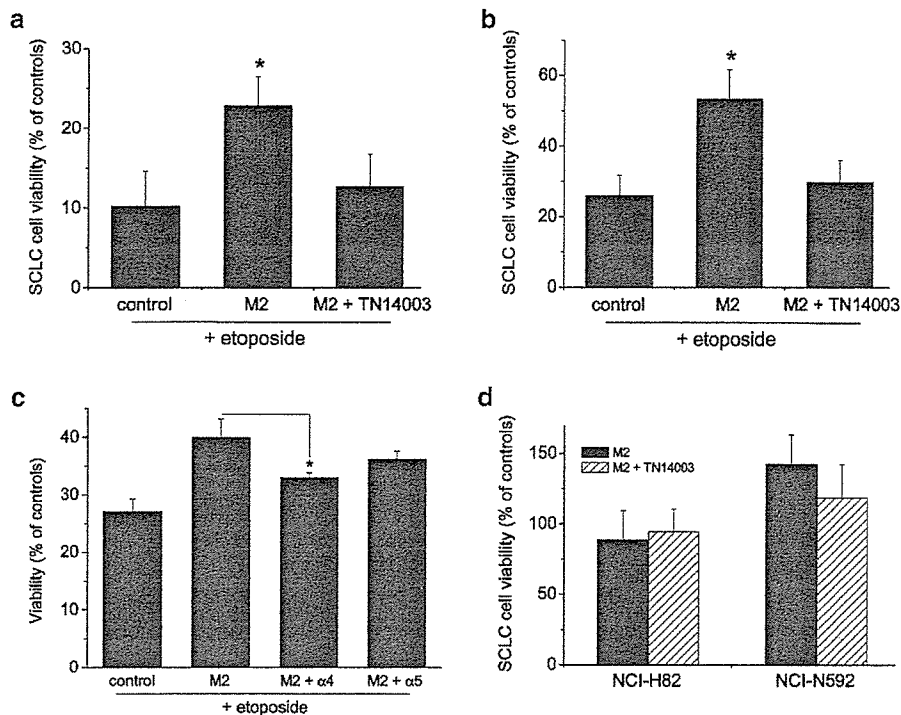 a
SCLC cell viability (% of controls)
30
20
10
0
control M2 M2 + TN14003
+ etoposide
b
SCLC cell viability (% of controls)
60
40
20
0
control M2 M2 + TN14003
+ etoposide
*
*
c
Viability (% of controls)
40
30
20
10
0
*
control M2 M2 + α4 M2 + α5
+ etoposide
d
SCLC cell viability (% of controls)
150
100
50
0
M2
M2 + TN14003
NCI-H82 NCI-N592